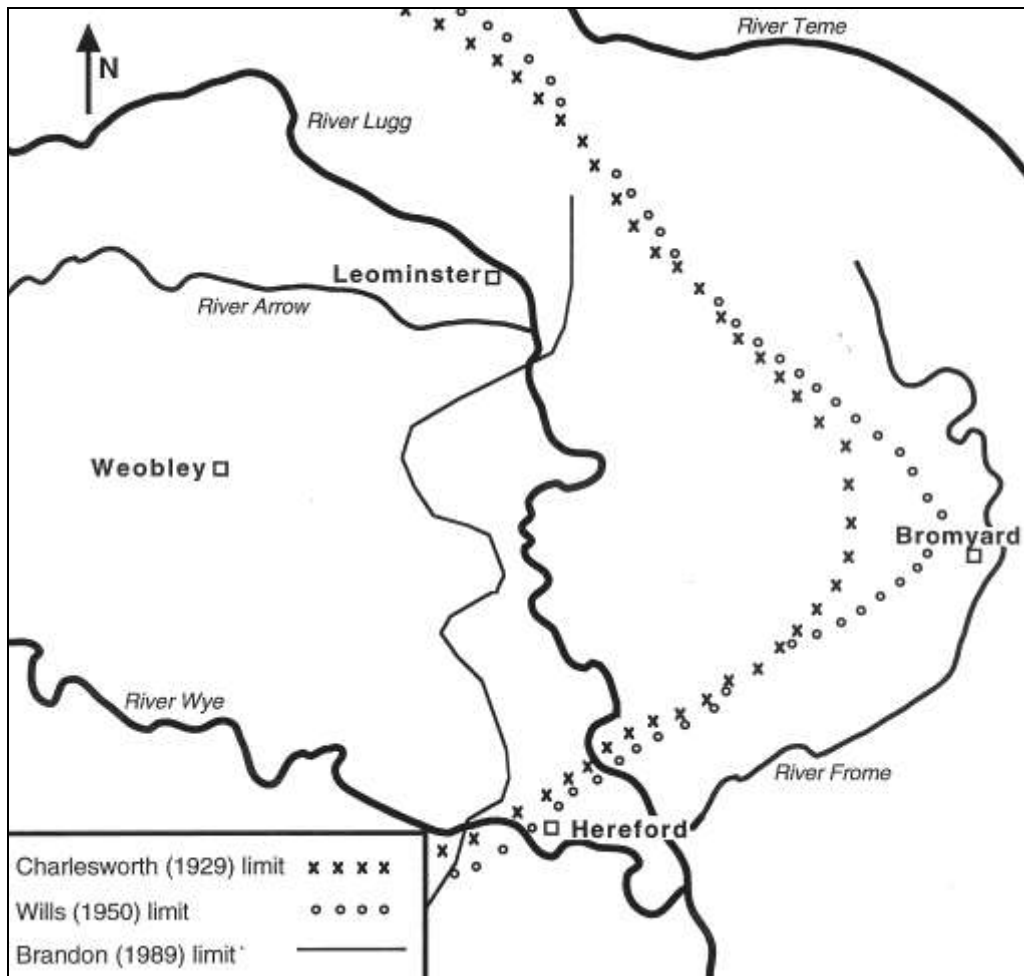 River Teme
N
River Lugg
Leominster
River Arrow
Weobley
Bromyard
River Wye
River Frome
Hereford
Charlesworth (1929) limit
Wills (1950) limit
Brandon (1989) limit